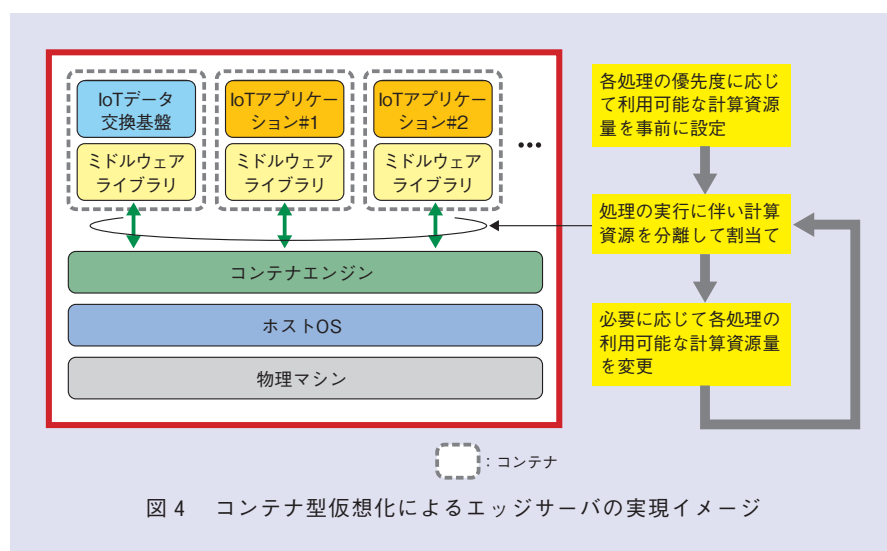 IoTデータ
交換基盤
ミドルウェア
ライブラリ
IoTアプリケー
ション#1
ミドルウェア
ライブラリ
IoTアプリケー
ション#2
ミドルウェア
ライブラリ
…
コンテナエンジン
ホストOS
物理マシン
各処理の優先度に応じ
て利用可能な計算資源
量を事前に設定
処理の実行に伴い計算
資源を分離して割当て
必要に応じて各処理の
利用可能な計算資源量
を変更
:コンテナ
図4 コンテナ型仮想化によるエッジサーバの実現イメージ